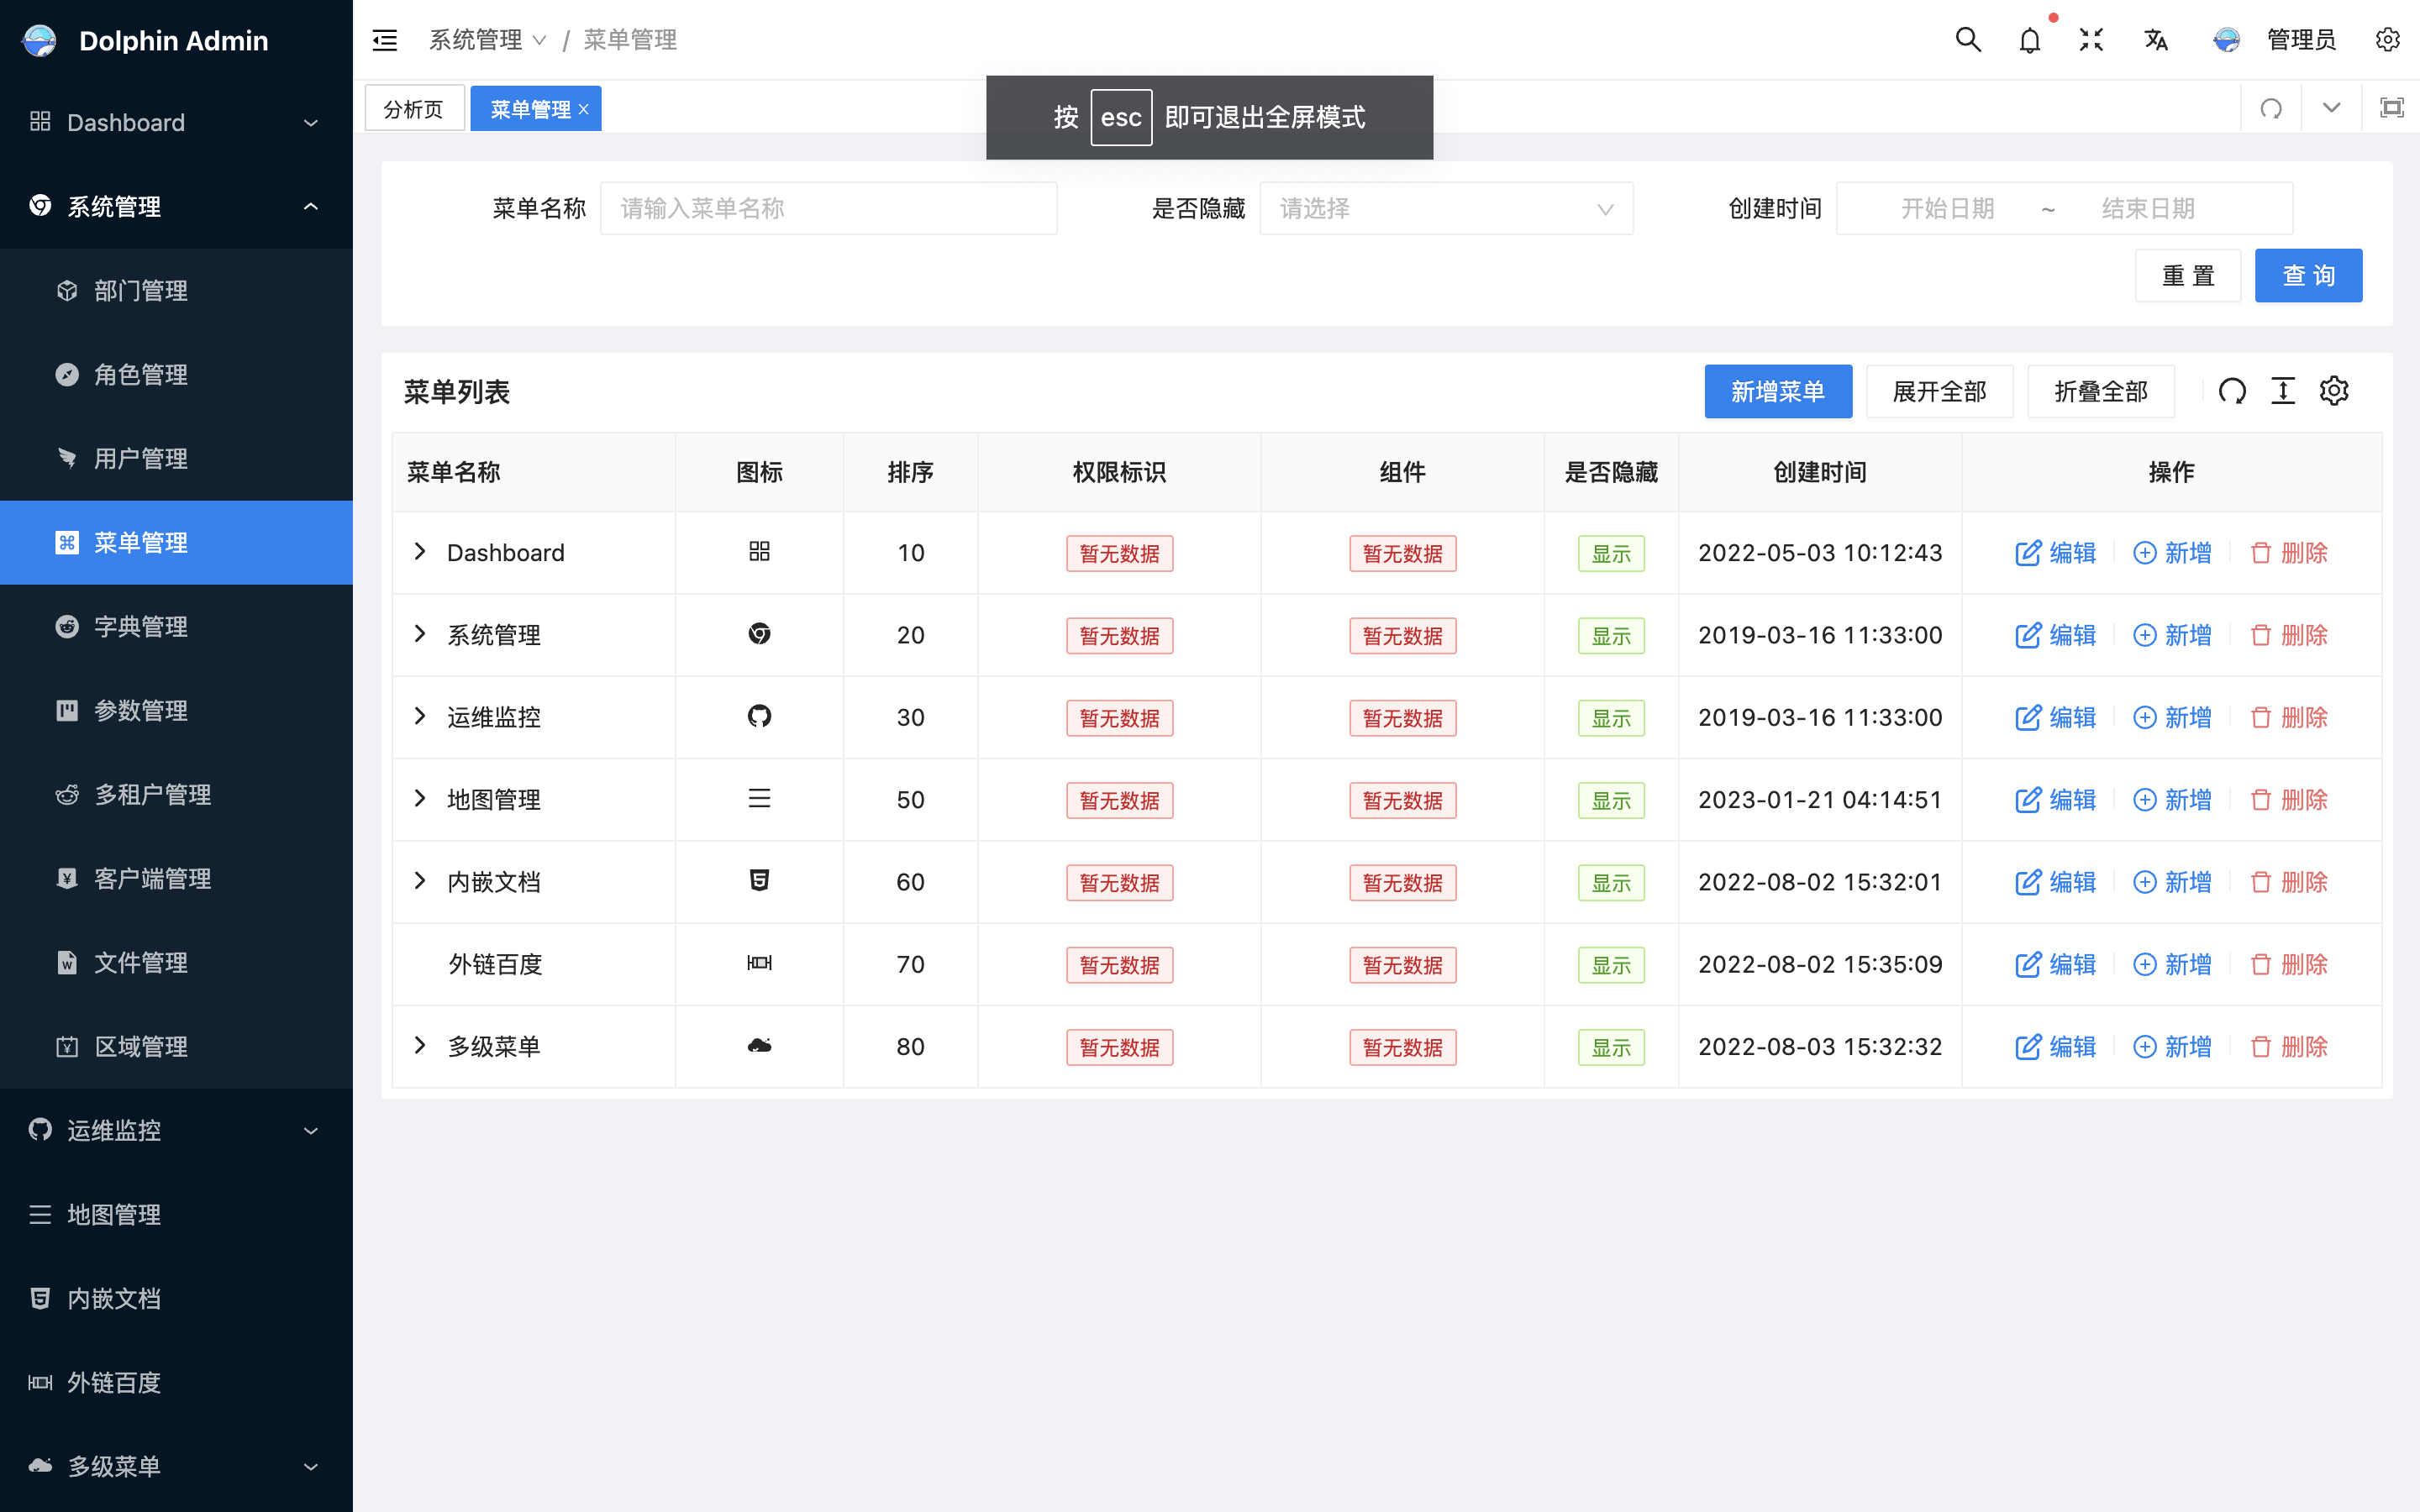 Dolphin Admin
系统管理 / 菜单管理
管理员
Dashboard
分析页
菜单管理
按 esc 即可退出全屏模式
系统管理
部门管理
角色管理
用户管理
菜单管理
字典管理
参数管理
多租户管理
客户端管理
文件管理
区域管理
运维监控
地图管理
内嵌文档
外链百度
多级菜单
菜单名称 请输入菜单名称 是否隐藏 请选择 创建时间 开始日期 ~ 结束日期
重 置 查 询
菜单列表 新增菜单 展开全部 折叠全部
菜单名称 图标 排序 权限标识 组件 是否隐藏 创建时间 操作
Dashboard 10 暂无数据 暂无数据 显示 2022-05-03 10:12:43 编辑 新增 删除
系统管理 20 暂无数据 暂无数据 显示 2019-03-16 11:33:00 编辑 新增 删除
运维监控 30 暂无数据 暂无数据 显示 2019-03-16 11:33:00 编辑 新增 删除
地图管理 50 暂无数据 暂无数据 显示 2023-01-21 04:14:51 编辑 新增 删除
内嵌文档 60 暂无数据 暂无数据 显示 2022-08-02 15:32:01 编辑 新增 删除
外链百度 70 暂无数据 暂无数据 显示 2022-08-02 15:35:09 编辑 新增 删除
多级菜单 80 暂无数据 暂无数据 显示 2022-08-03 15:32:32 编辑 新增 删除